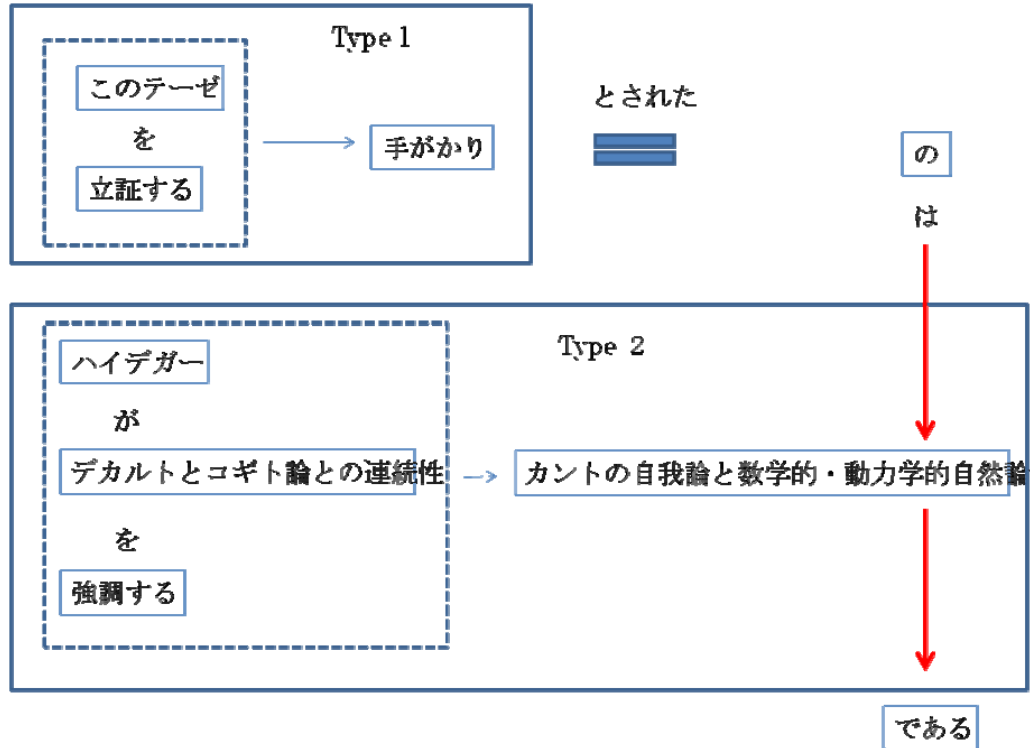 Type 1
このテーゼ
を
立証する
手がかり
とされた
の
は
Type 2
ハイデガー
が
デカルトとコギト論との連続性
を
強調する
カントの自我論と数学的・動力学的自然論
である